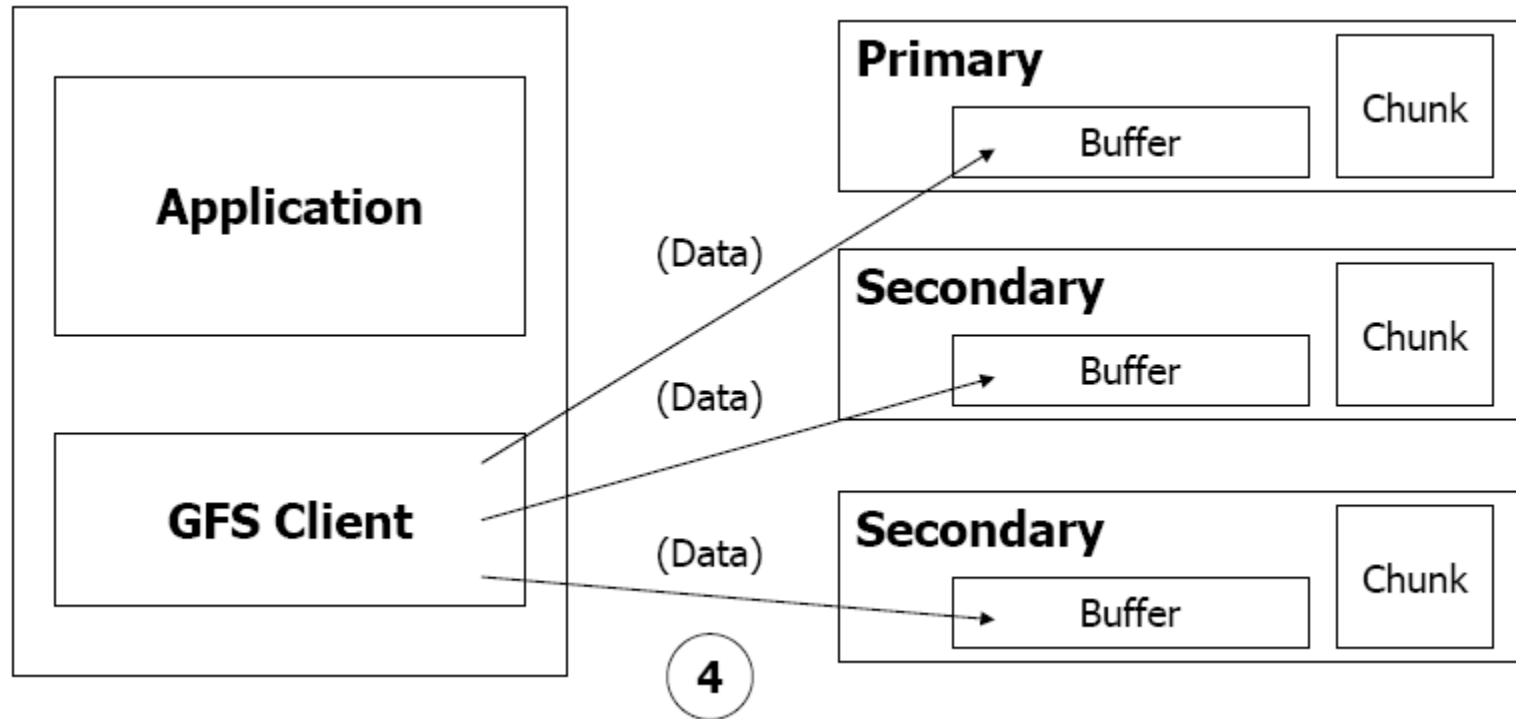 Application
GFS Client
(Data)
(Data)
(Data)
4
Primary
Buffer
Chunk
Secondary
Buffer
Chunk
Secondary
Buffer
Chunk